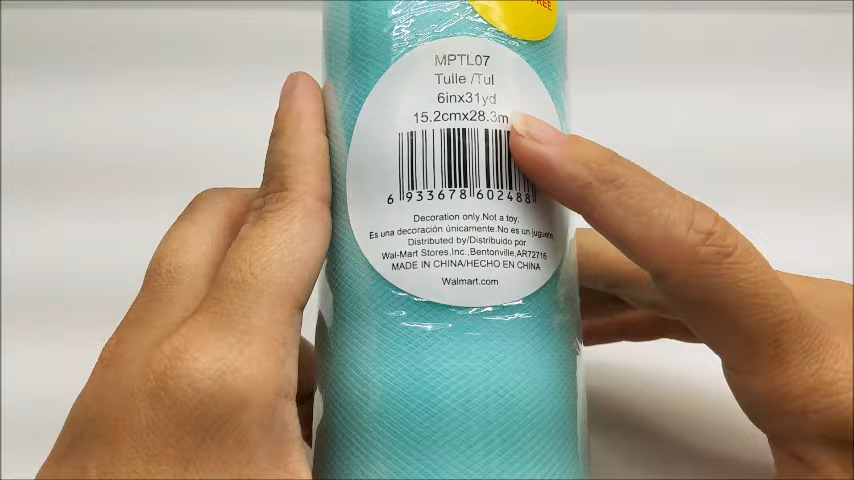 FREE
MPTL07
Tulle /Tul
6inx31yd
15.2cmx28.3m
6 933678 602488
Decoration only.Not a toy.
Es una decoración únicamente.No es un juguete.
Distributed by/Distribuido por
Wal-Mart Stores,Inc.,Bentonville,AR72716
MADE IN CHINA/HECHO EN CHINA
Walmart.com